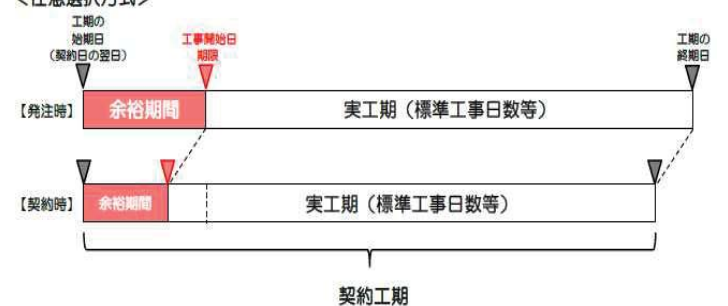 <任意選択方式>
工期の
始期日
(契約日の翌日)
工事開始日
期限
工期の
終期日
【発注時】
余裕期間
実工期(標準工事日数等)
【契約時】
余裕期間
実工期(標準工事日数等)
契約工期